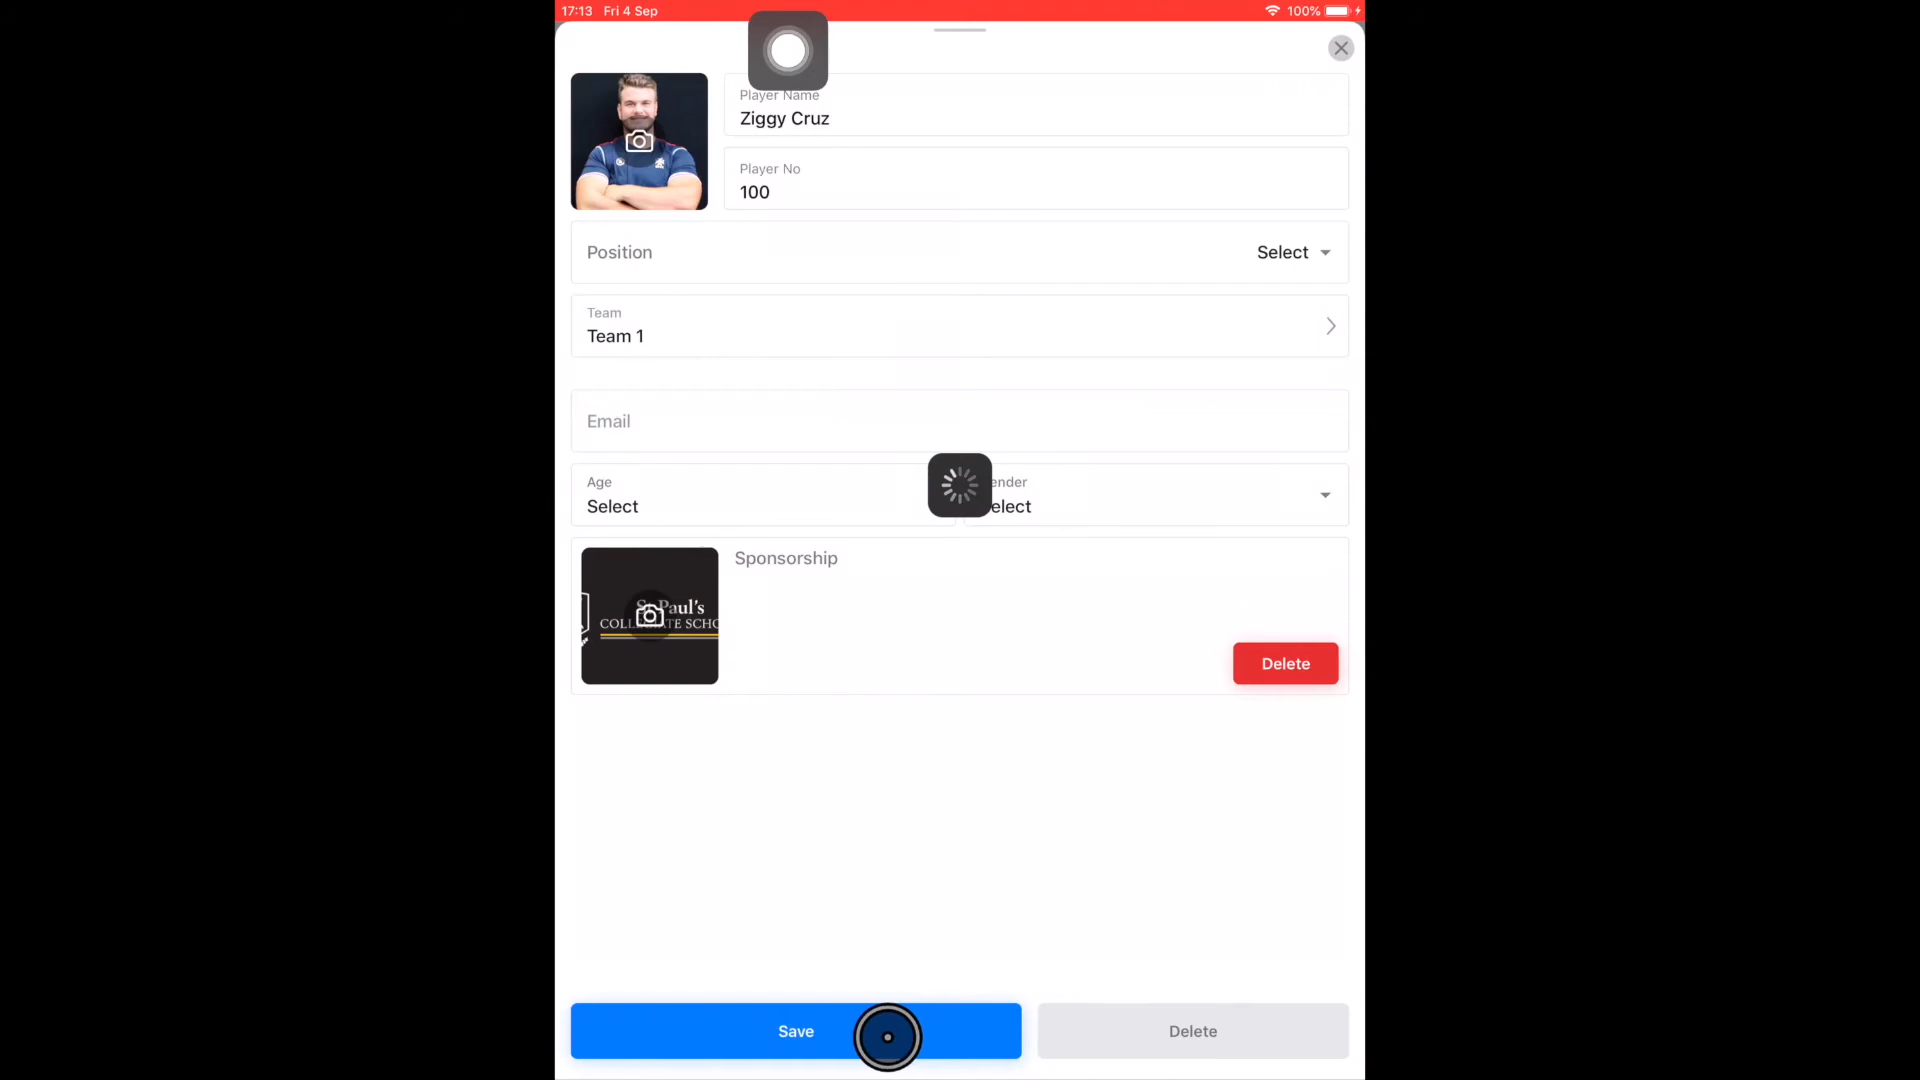 17:13 Fri 4 Sep
100%
Player Name
Ziggy Cruz
Player No
100
Position
Select
Team
Team 1
Email
Age
ender
Select
elect
Sponsorship
Paul's
COLL
ATE SCHO
Delete
Save
Delete